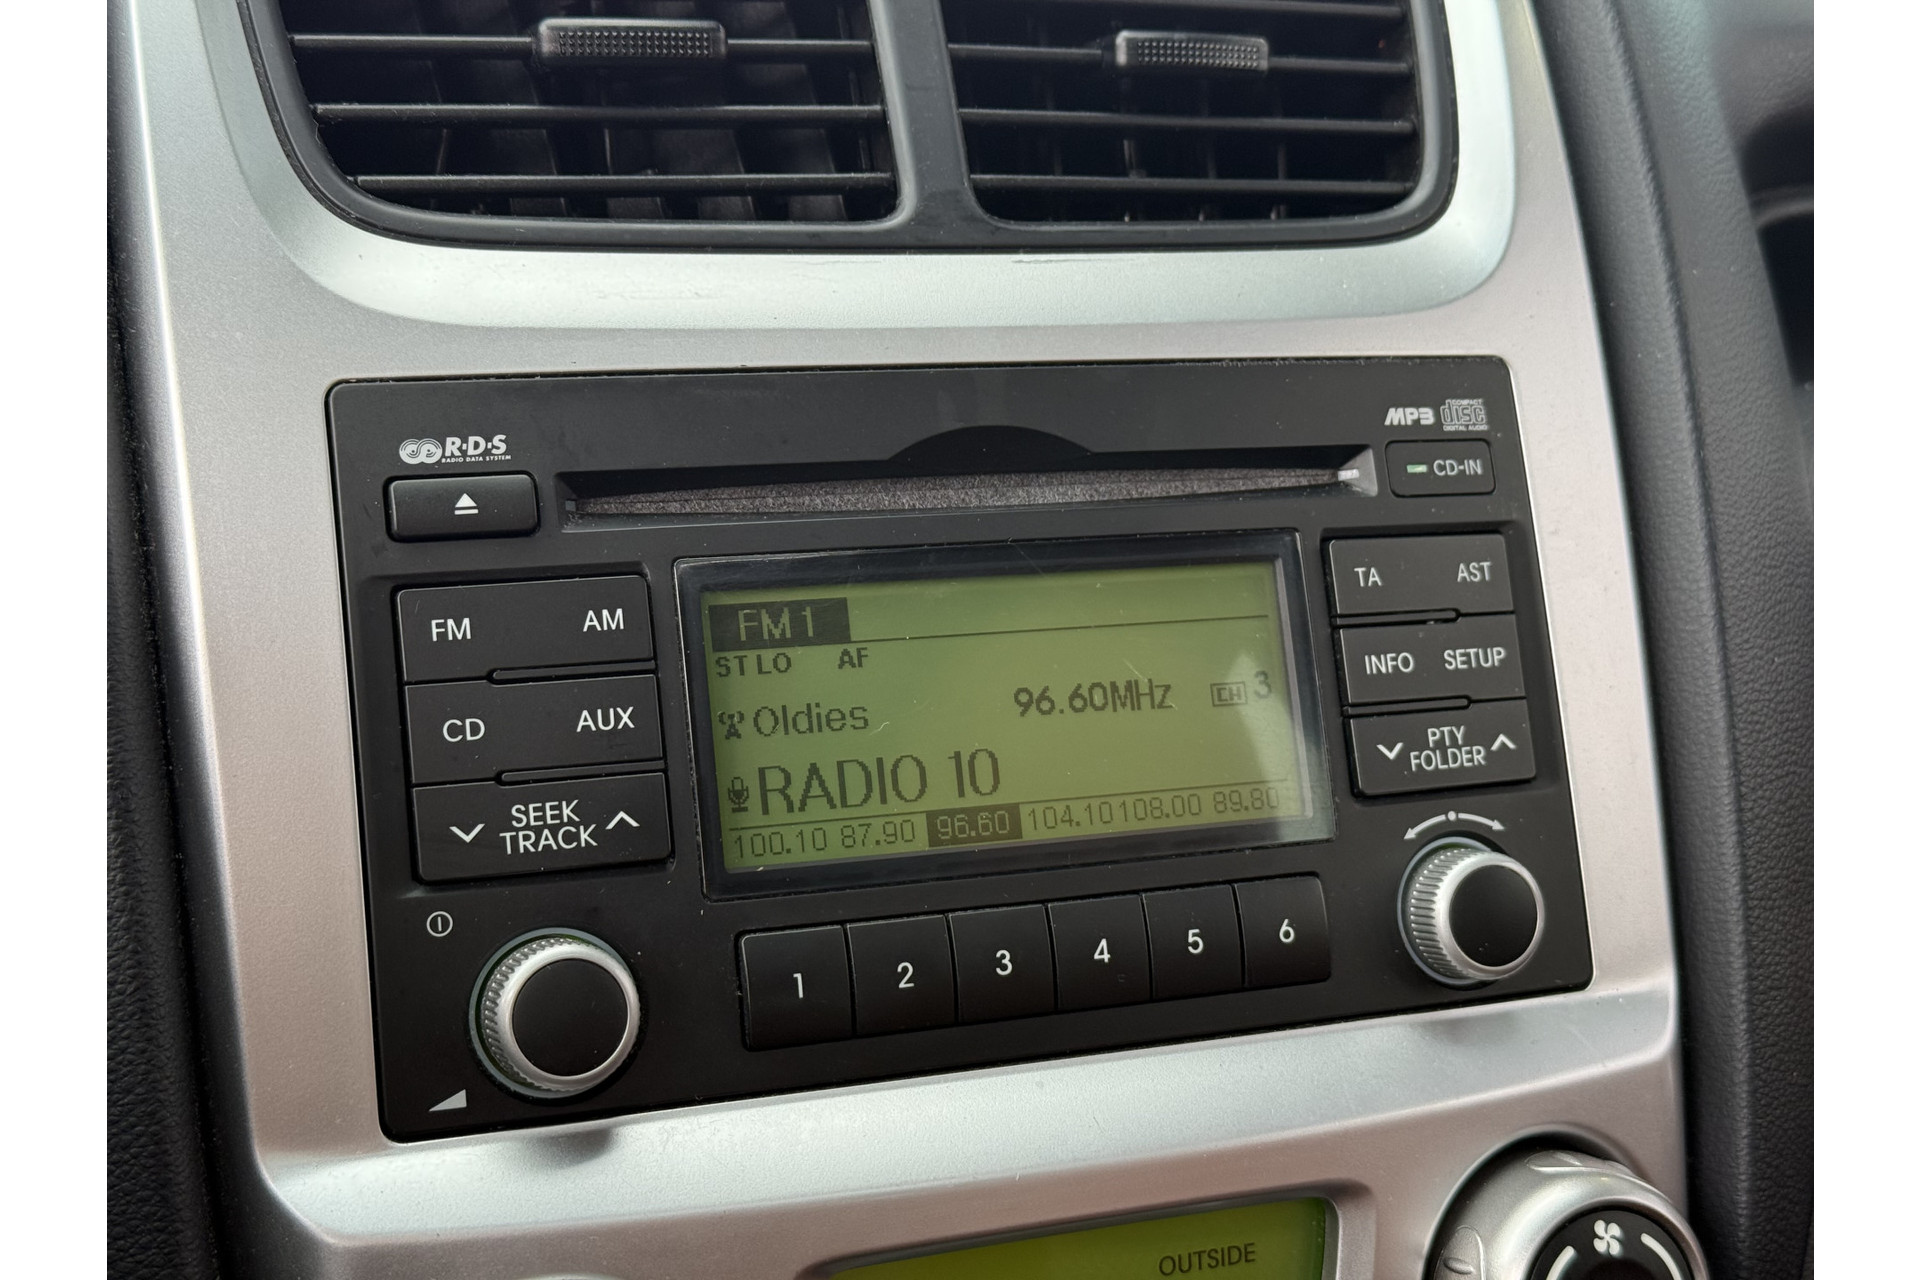 R·D·S
RADIO DATA SYSTEM
MP3 COMPACT disc DIGITAL AUDIO
CD-IN
FM AM
CD AUX
SEEK
TRACK
FM 1
ST LO AF
Oldies 96.60MHz CH 3
RADIO 10
100.10 87.90 96.60 104.10 108.00 89.80
TA AST
INFO SETUP
PTY
FOLDER
1 2 3 4 5 6
OUTSIDE